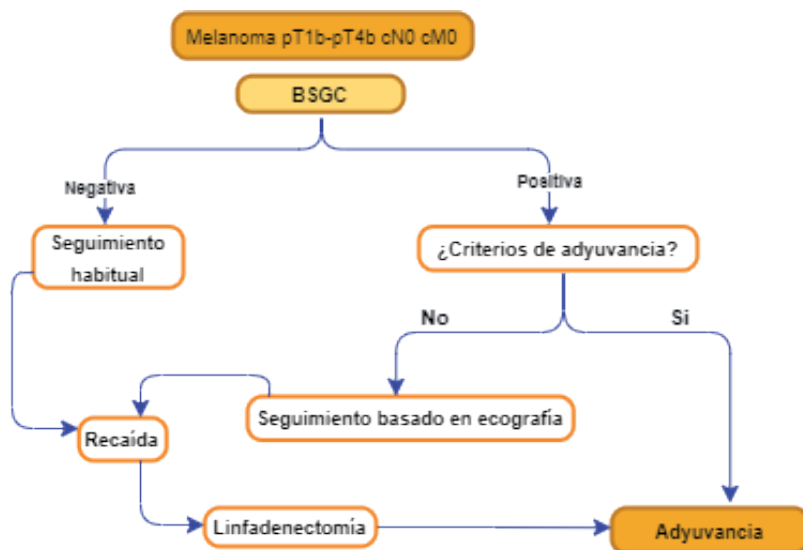 Melanoma pT1b-pT4b cN0 cM0
BSGC
Negativa
Positiva
Seguimiento
habitual
¿Criterios de adyuvancia?
No
Si
Seguimiento basado en ecografía
Recaída
Linfadenectomía
Adyuvancia